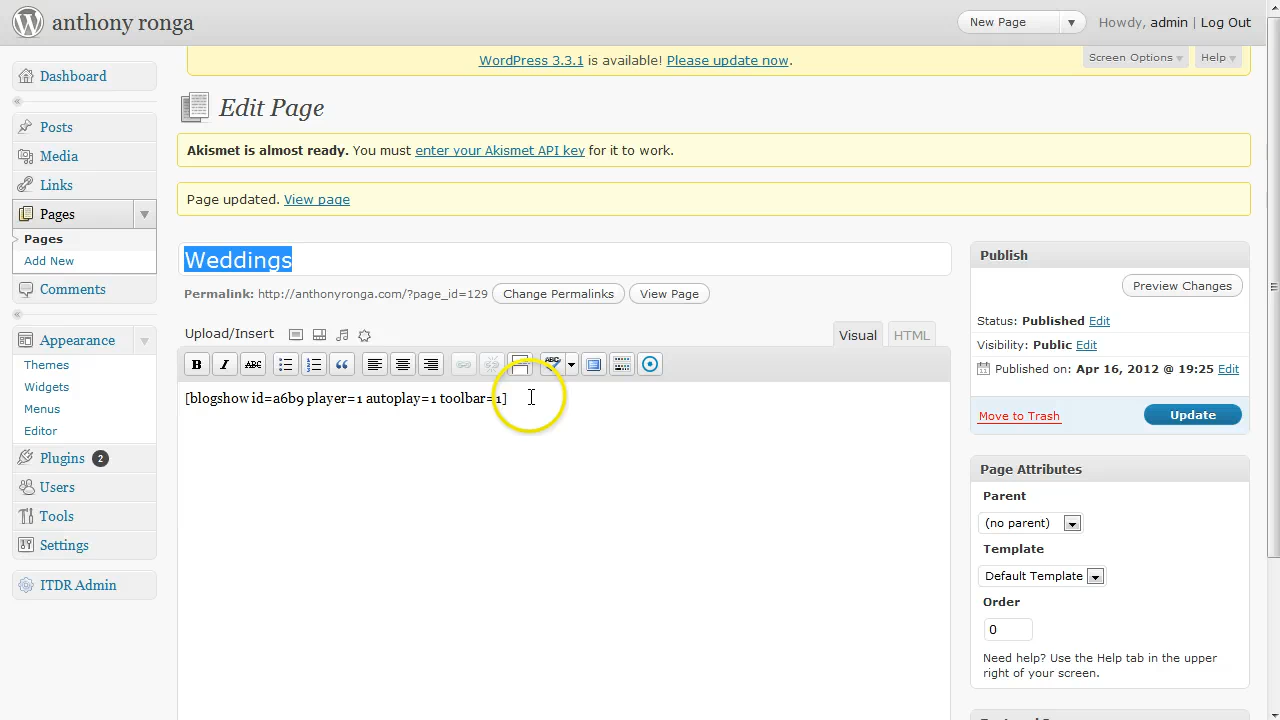 anthony ronga
New Page
Howdy, admin | Log Out
WordPress 3.3.1 is available! Please update now.
Screen Options
Help
Dashboard
Posts
Media
Links
Pages
Pages
Add New
Comments
Appearance
Themes
Widgets
Menus
Editor
Plugins 2
Users
Tools
Settings
ITDR Admin
Edit Page
Akismet is almost ready. You must enter your Akismet API key for it to work.
Page updated. View page
Weddings
Permalink: http://anthonyronga.com/?page_id=129 Change Permalinks View Page
Upload/Insert
Visual
HTML
B I ABC ABC
[blogshow id=a6b9 player=1 autoplay=1 toolbar=1]
Publish
Preview Changes
Status: Published Edit
Visibility: Public Edit
Published on: Apr 16, 2012 @ 19:25 Edit
Move to Trash
Update
Page Attributes
Parent
(no parent)
Template
Default Template
Order
0
Need help? Use the Help tab in the upper
right of your screen.